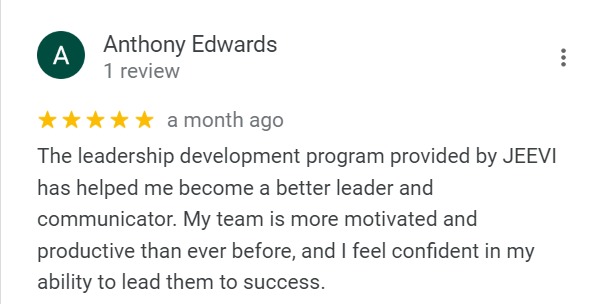 A
Anthony Edwards
1 review
a month ago
The leadership development program provided by JEEVI
has helped me become a better leader and
communicator. My team is more motivated and
productive than ever before, and I feel confident in my
ability to lead them to success.